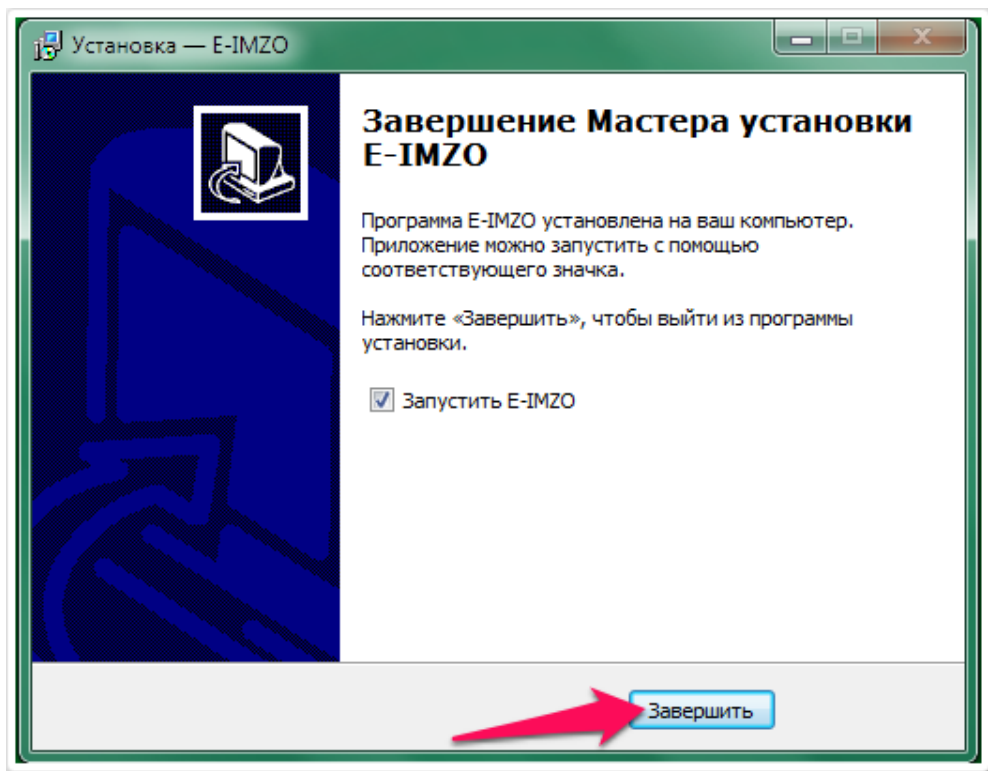 Установка — E-IMZO
Завершение Мастера установки
E-IMZO
Программа E-IMZO установлена на ваш компьютер.
Приложение можно запустить с помощью
соответствующего значка.
Нажмите «Завершить», чтобы выйти из программы
установки.
Запустить E-IMZO
Завершить